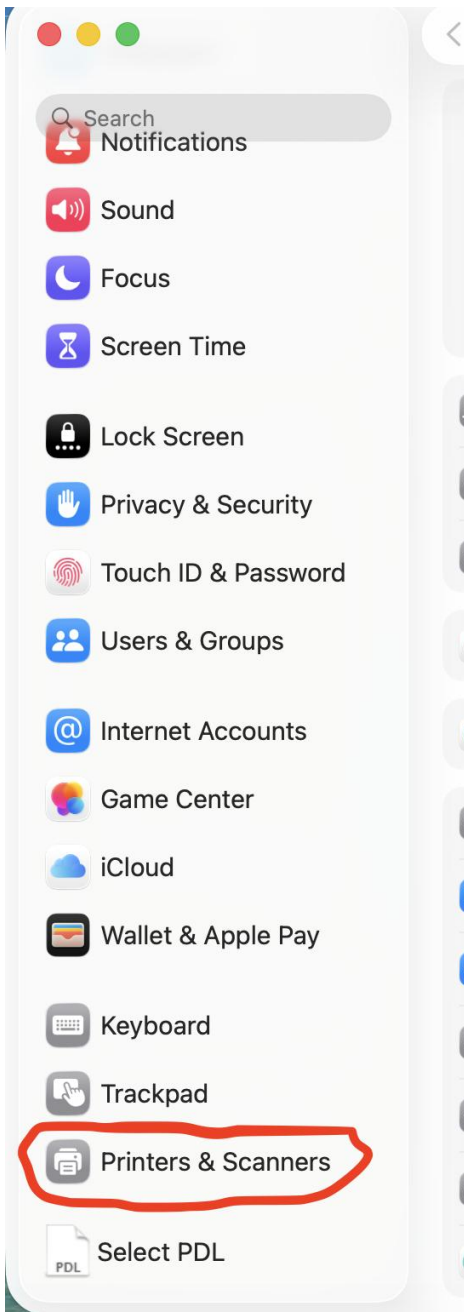 Search
Notifications
Sound
Focus
Screen Time
Lock Screen
Privacy & Security
Touch ID & Password
Users & Groups
@ Internet Accounts
Game Center
iCloud
Wallet & Apple Pay
Keyboard
Trackpad
Printers & Scanners
PDL Select PDL